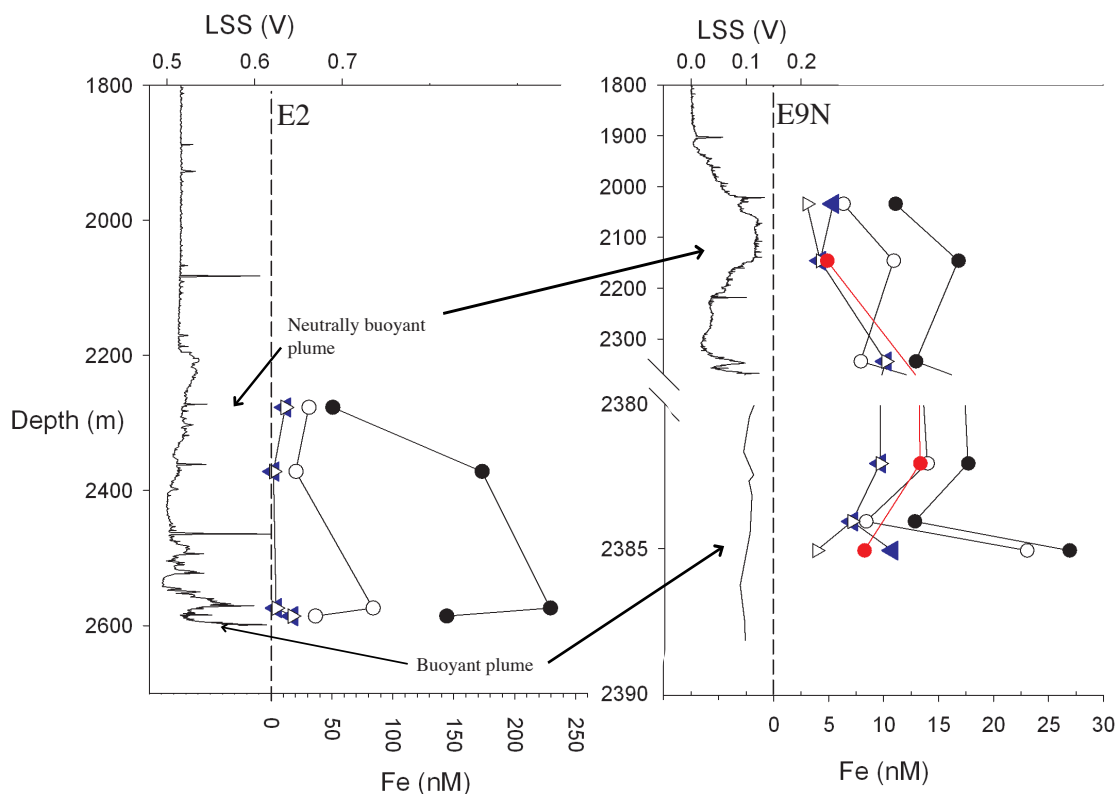 LSS (V)
0.5 0.6 0.7
E2
1800
2000
2200
2400
2600
Depth (m)
Neutrally buoyant
plume
Buoyant plume
0 50 100 150 200 250
Fe (nM)
LSS (V)
0.0 0.1 0.2
E9N
1800
1900
2000
2100
2200
2300
2380
2385
2390
0 5 10 15 20 25 30
Fe (nM)